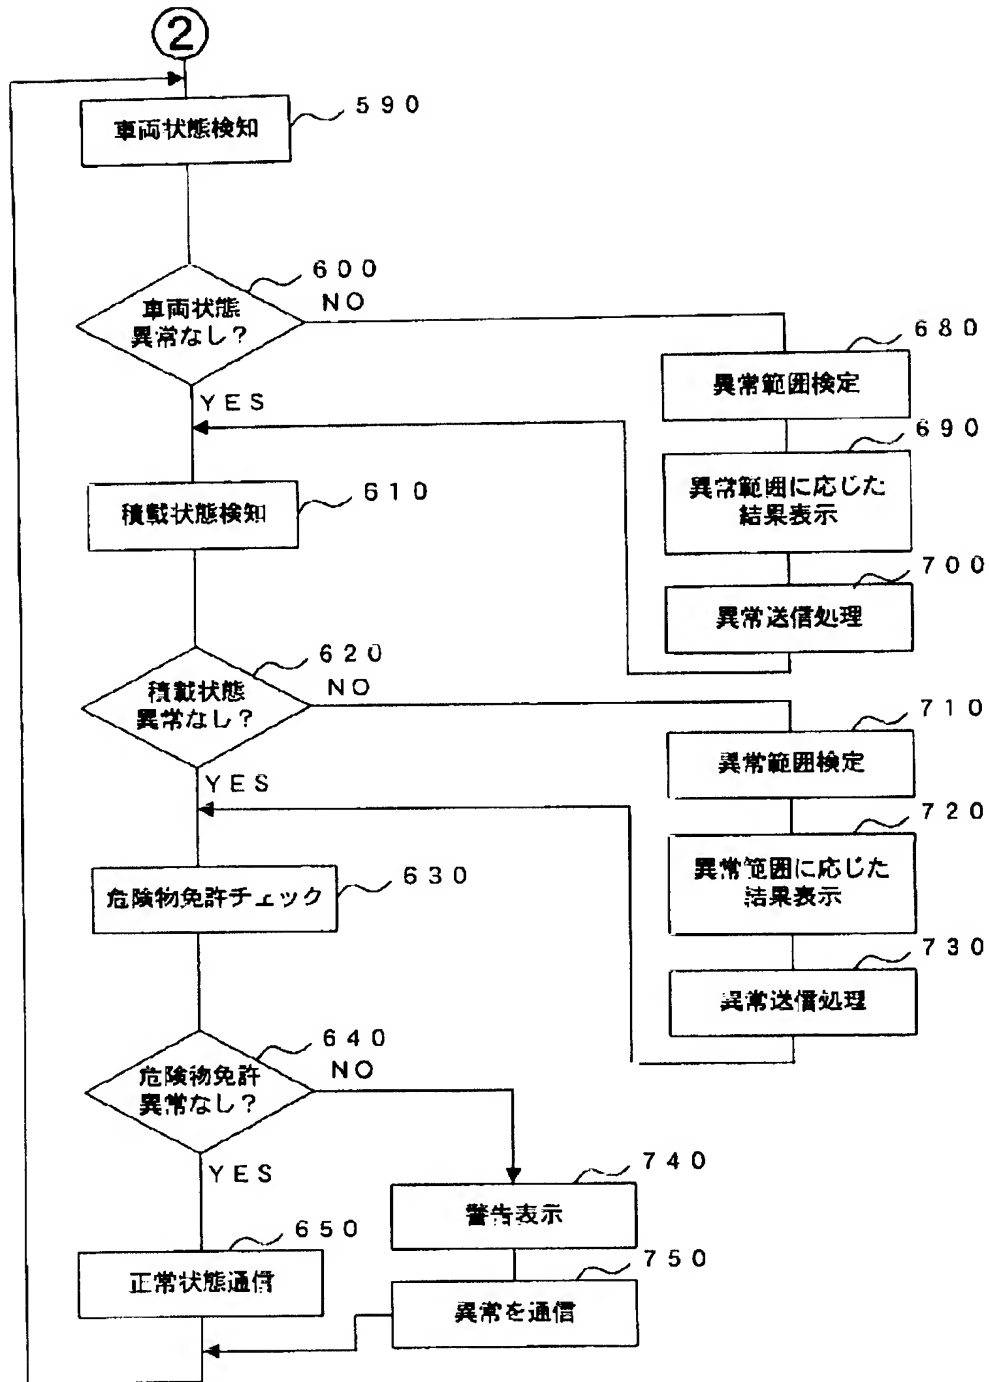 ②
590
車両状態検知
600
車両状態
異常なし？
NO
YES
680
異常範囲検定
690
異常範囲に応じた
結果表示
700
異常送信処理
610
積載状態検知
620
積載状態
異常なし？
NO
YES
710
異常範囲検定
720
異常範囲に応じた
結果表示
730
異常送信処理
630
危険物免許チェック
640
危険物免許
異常なし？
NO
YES
740
警告表示
750
異常を通信
650
正常状態通信